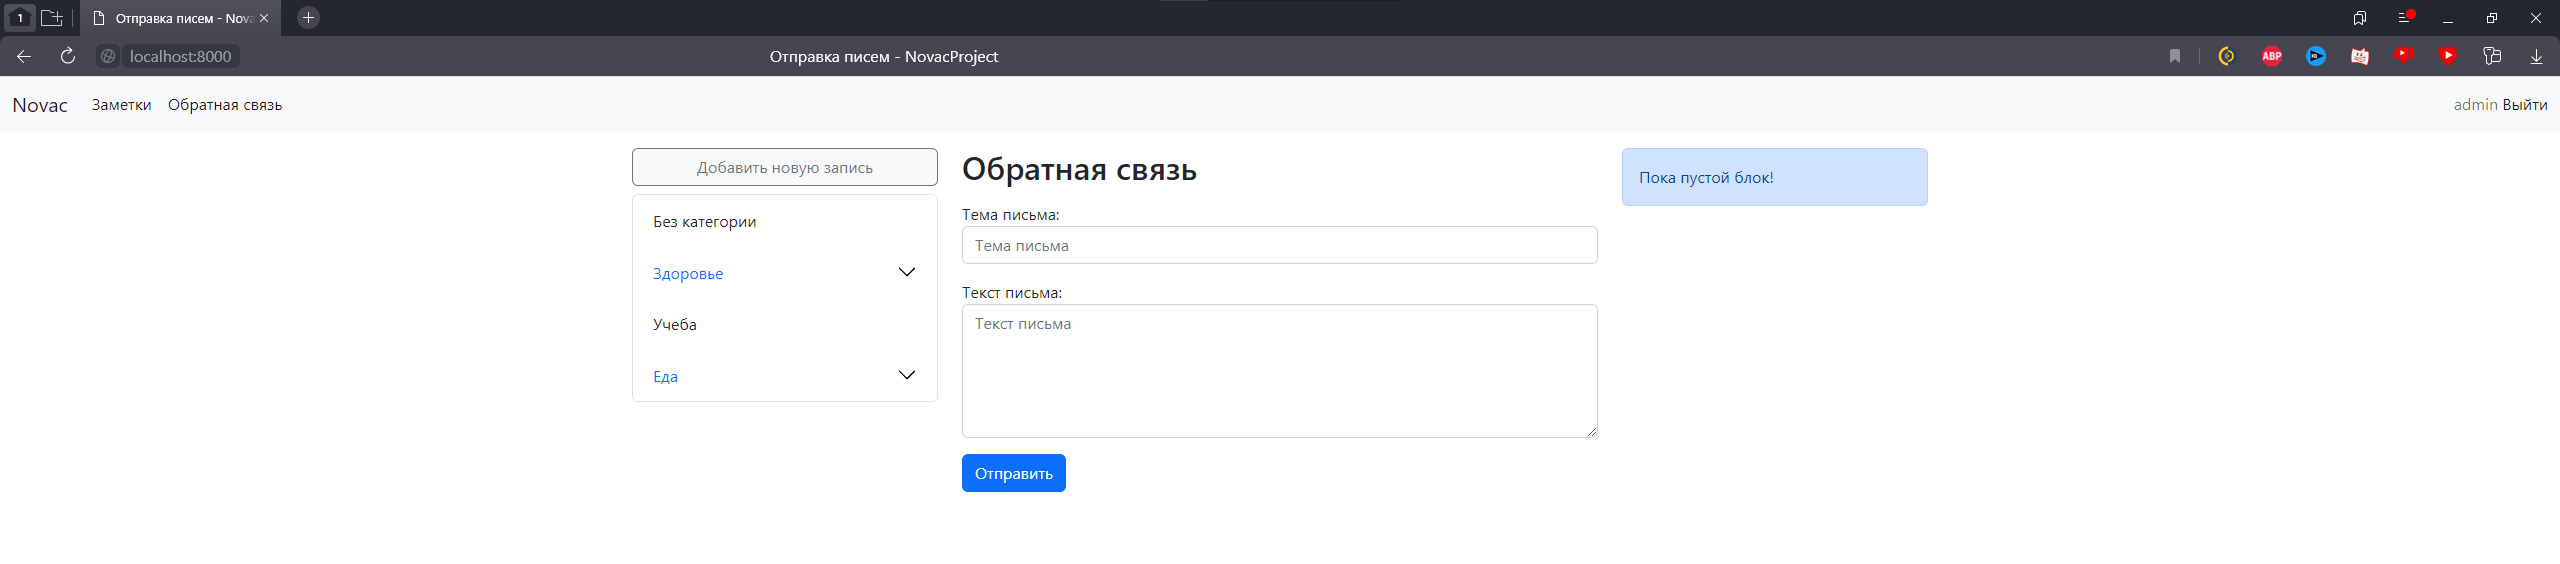 1
Отправка писем - Nova
localhost:8000
Отправка писем - NovacProject
ABP
Novac
Заметки
Обратная связь
admin Выйти
Добавить новую запись
Без категории
Здоровье
Учеба
Еда
Обратная связь
Тема письма:
Тема письма
Текст письма:
Текст письма
Отправить
Пока пустой блок!